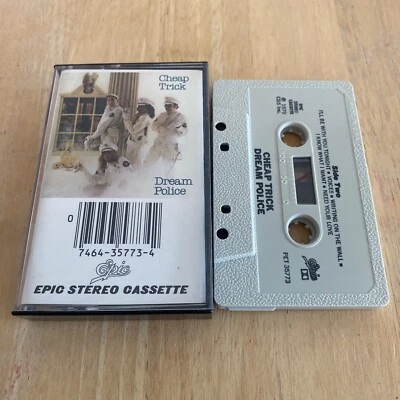 Cheap
Trick
Dream
Police
0
7464-35773-4
Epic
EPIC STEREO CASSETTE
Side Two
I'LL BE WITH YOU TONIGHT • VOICES • WRITING ON THE WALL •
I KNOW WHAT I WANT • NEED YOUR LOVE
CHEAP TRICK
DREAM POLICE
Epic
PET 35773